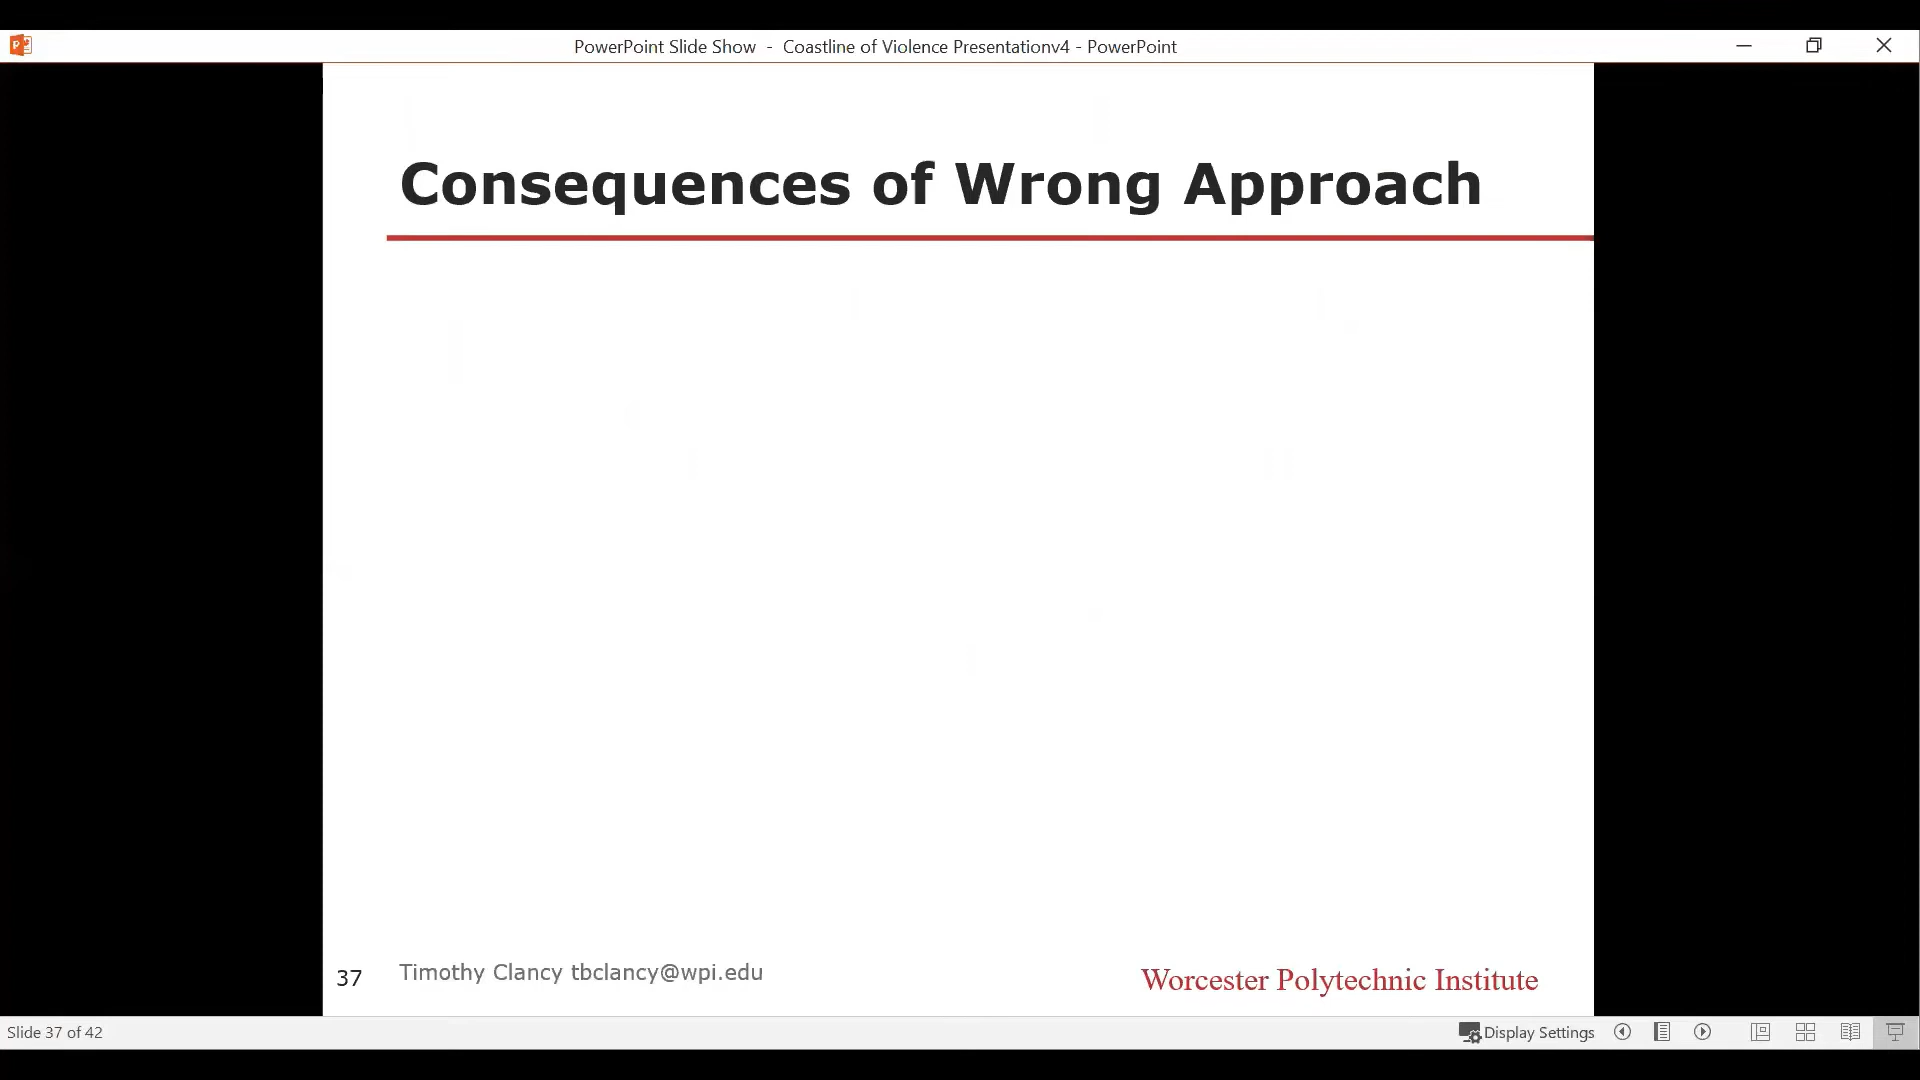 PowerPoint Slide Show - Coastline of Violence Presentationv4 - PowerPoint
Consequences of Wrong Approach
37
Timothy Clancy tbclancy@wpi.edu
Worcester Polytechnic Institute
Slide 37 of 42
Display Settings